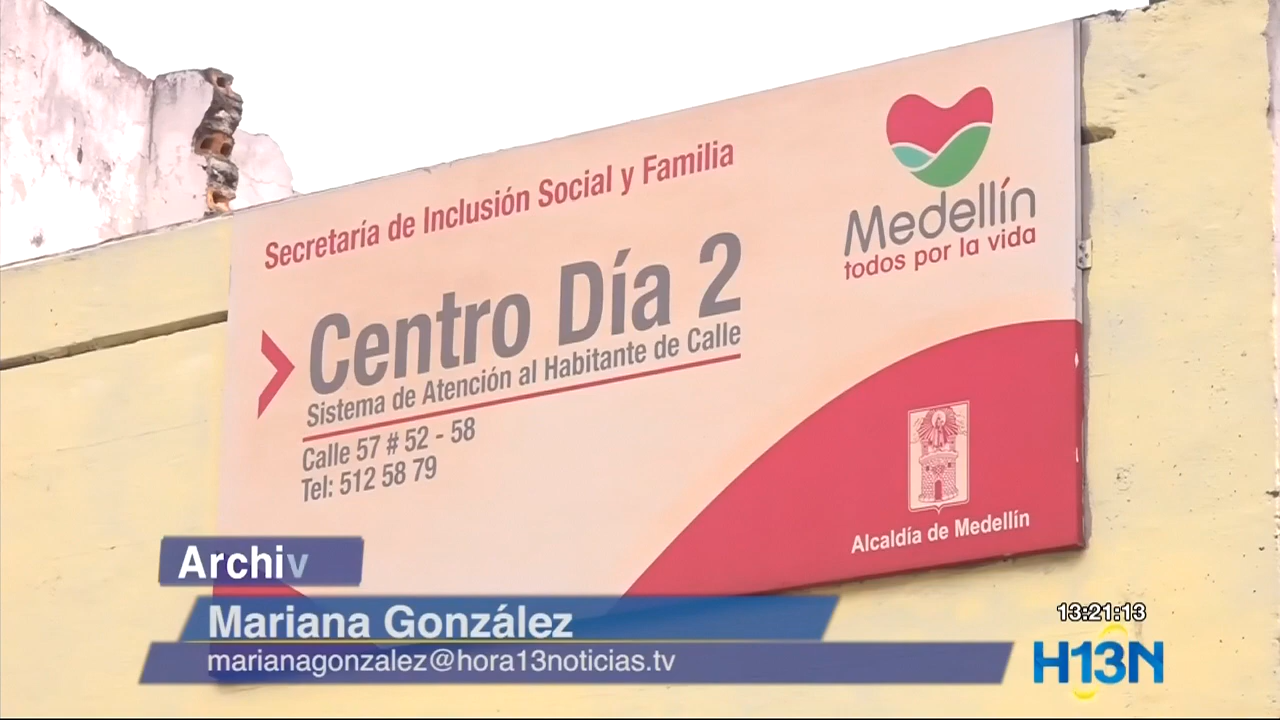 Secretaría de Inclusión Social y Familia
Centro Día 2
Sistema de Atención al Habitante de Calle
Calle 57 # 52 - 58
Tel: 512 58 79
Medellín
todos por la vida
Alcaldía de Medellín
Archiv
Mariana González
marianagonzalez@hora13noticias.tv
13:21:13
H13N